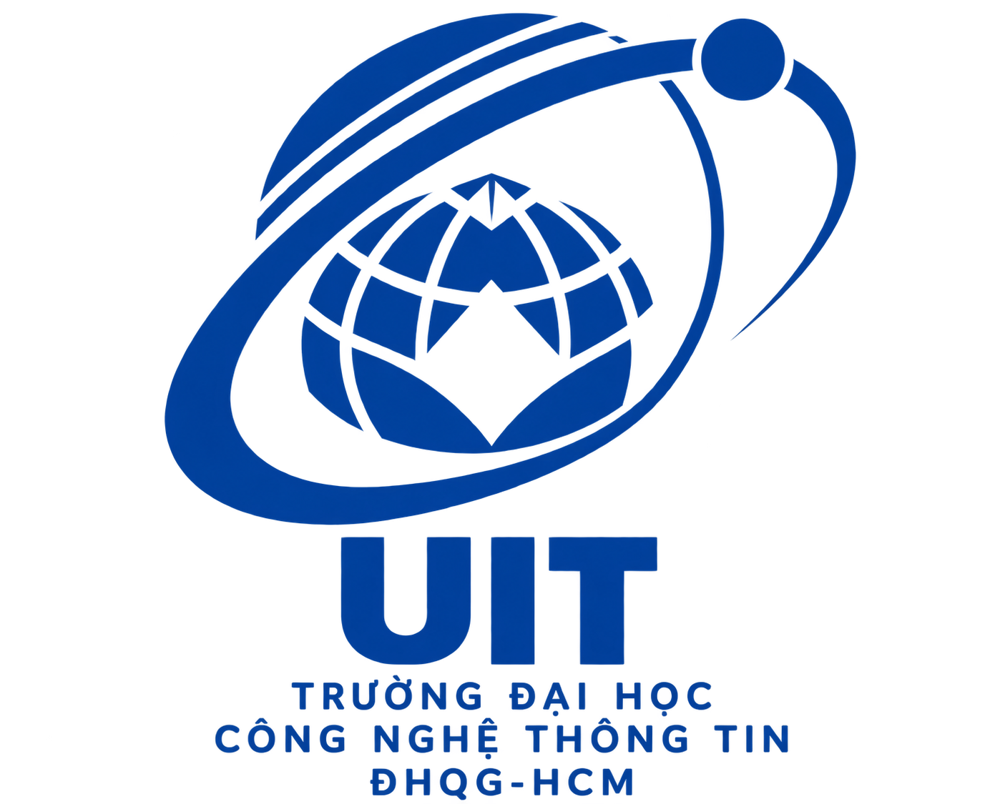 UIT
TRƯỜNG ĐẠI HỌC
CÔNG NGHỆ THÔNG TIN
ĐHQG-HCM